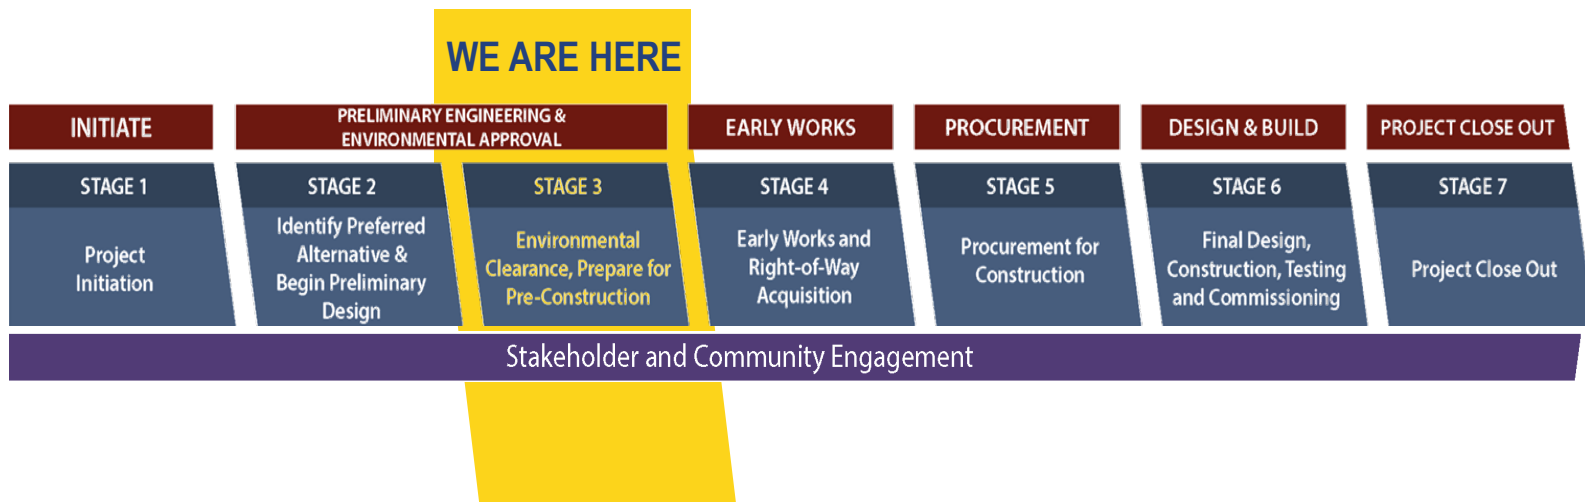 WE ARE HERE
INITIATE
PRELIMINARY ENGINEERING &
ENVIRONMENTAL APPROVAL
EARLY WORKS
PROCUREMENT
DESIGN & BUILD
PROJECT CLOSE OUT
STAGE 1
Project
Initiation
STAGE 2
Identify Preferred
Alternative &
Begin Preliminary
Design
STAGE 3
Environmental
Clearance, Prepare for
Pre-Construction
STAGE 4
Early Works and
Right-of-Way
Acquisition
STAGE 5
Procurement for
Construction
STAGE 6
Final Design,
Construction, Testing
and Commissioning
STAGE 7
Project Close Out
Stakeholder and Community Engagement